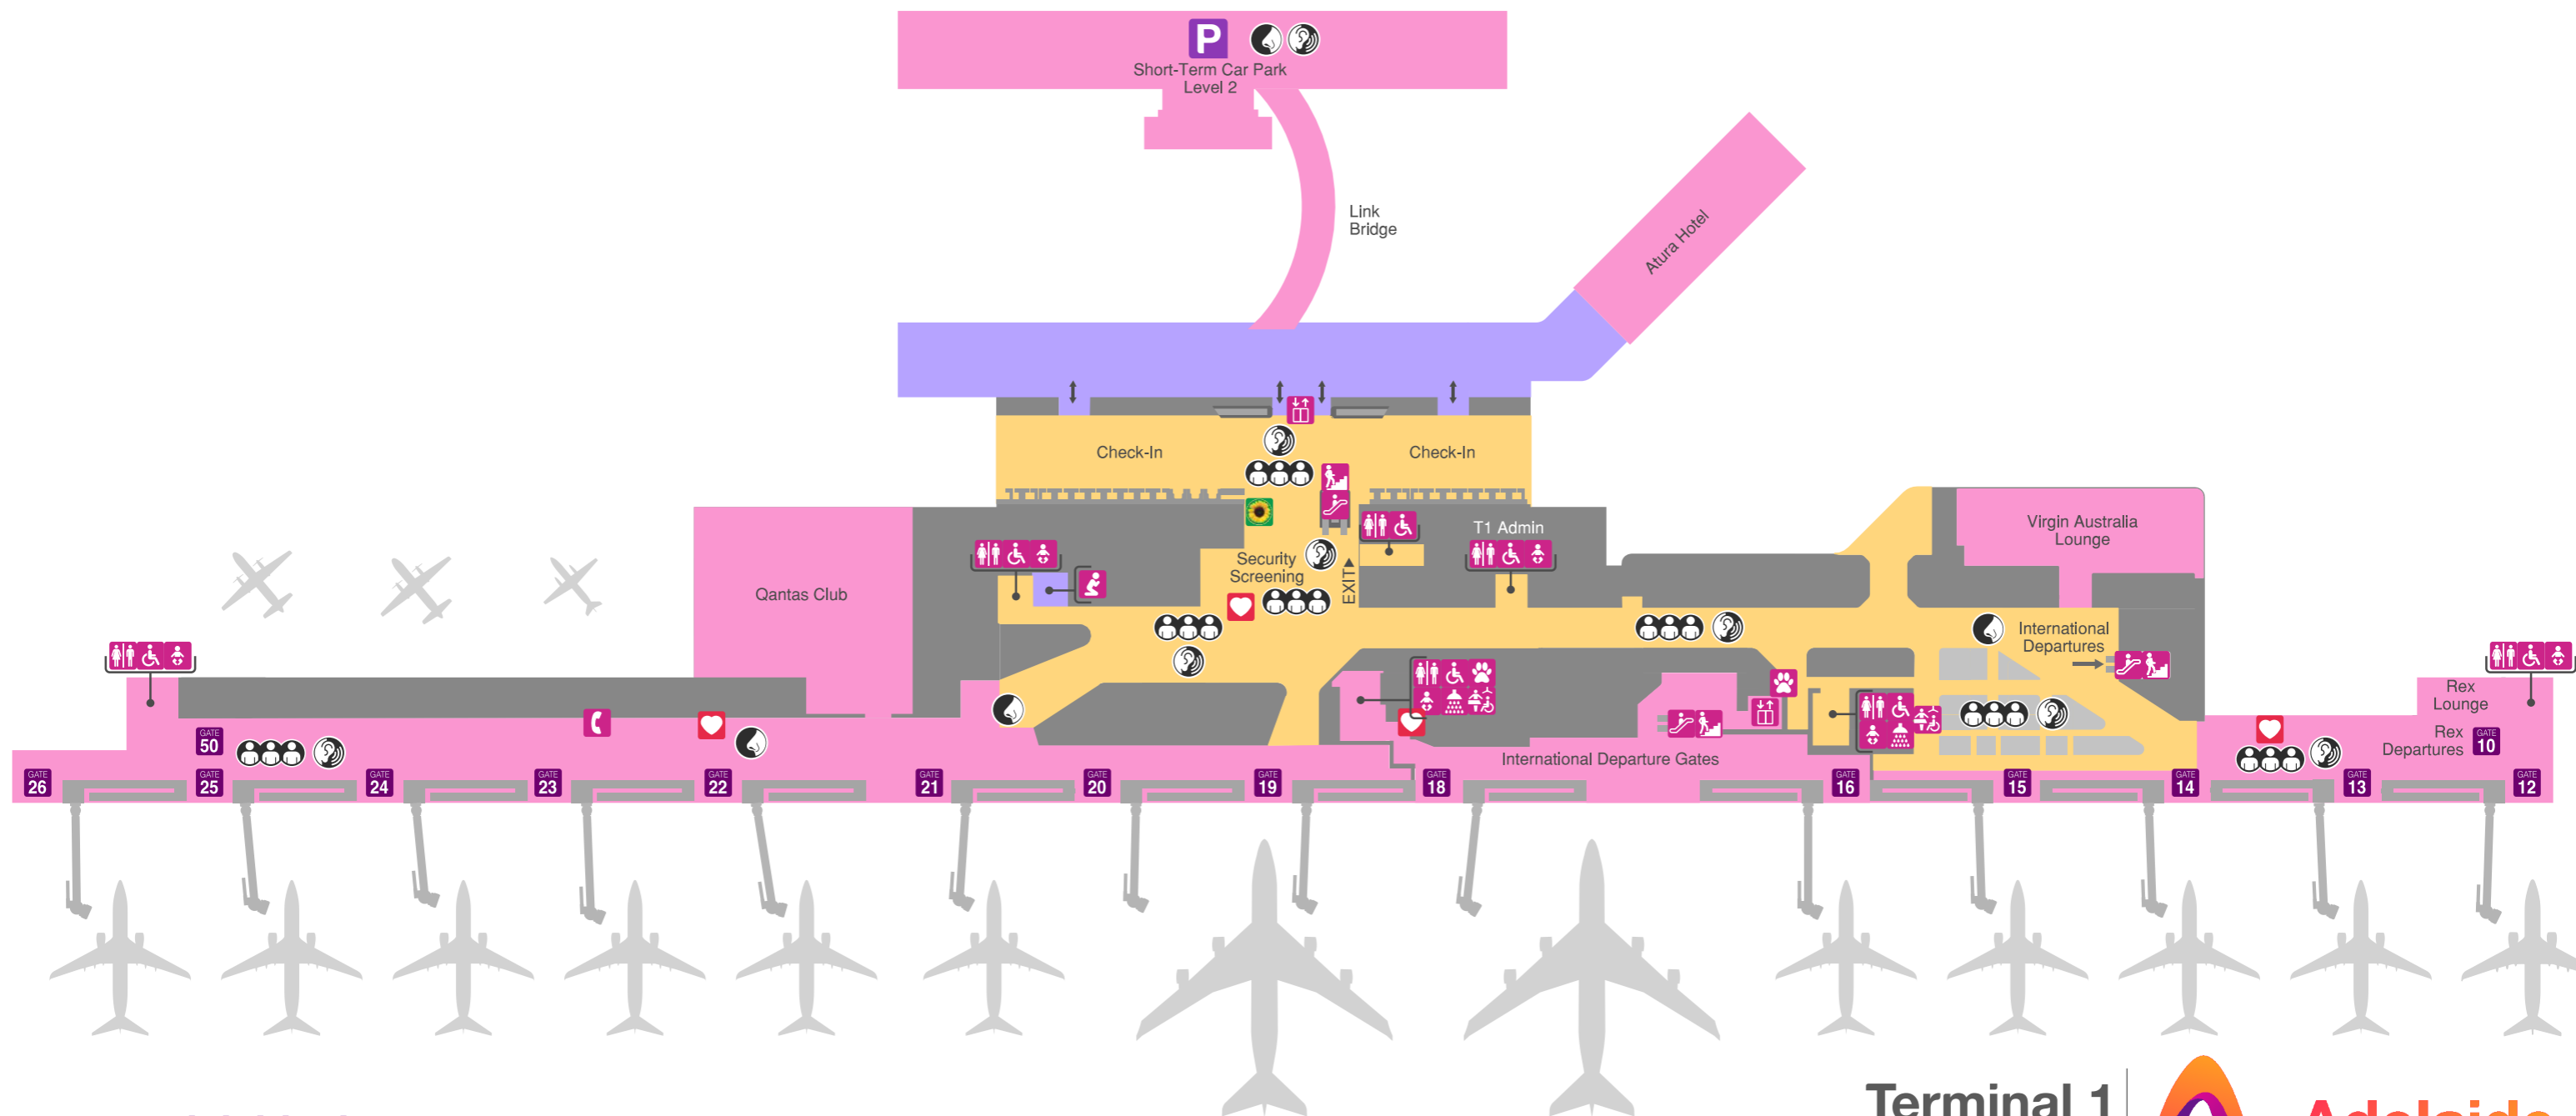 P
Short-Term Car Park
Level 2
Link
Bridge
Atura Hotel
Check-In
Check-In
T1 Admin
Security
Screening
EXIT
Qantas Club
Virgin Australia
Lounge
International
Departures
Rex
Lounge
Rex
Departures
GATE
10
GATE
50
International Departure Gates
GATE
26
GATE
25
GATE
24
GATE
23
GATE
22
GATE
21
GATE
20
GATE
19
GATE
18
GATE
16
GATE
15
GATE
14
GATE
13
GATE
12
Terminal 1
Adelaide